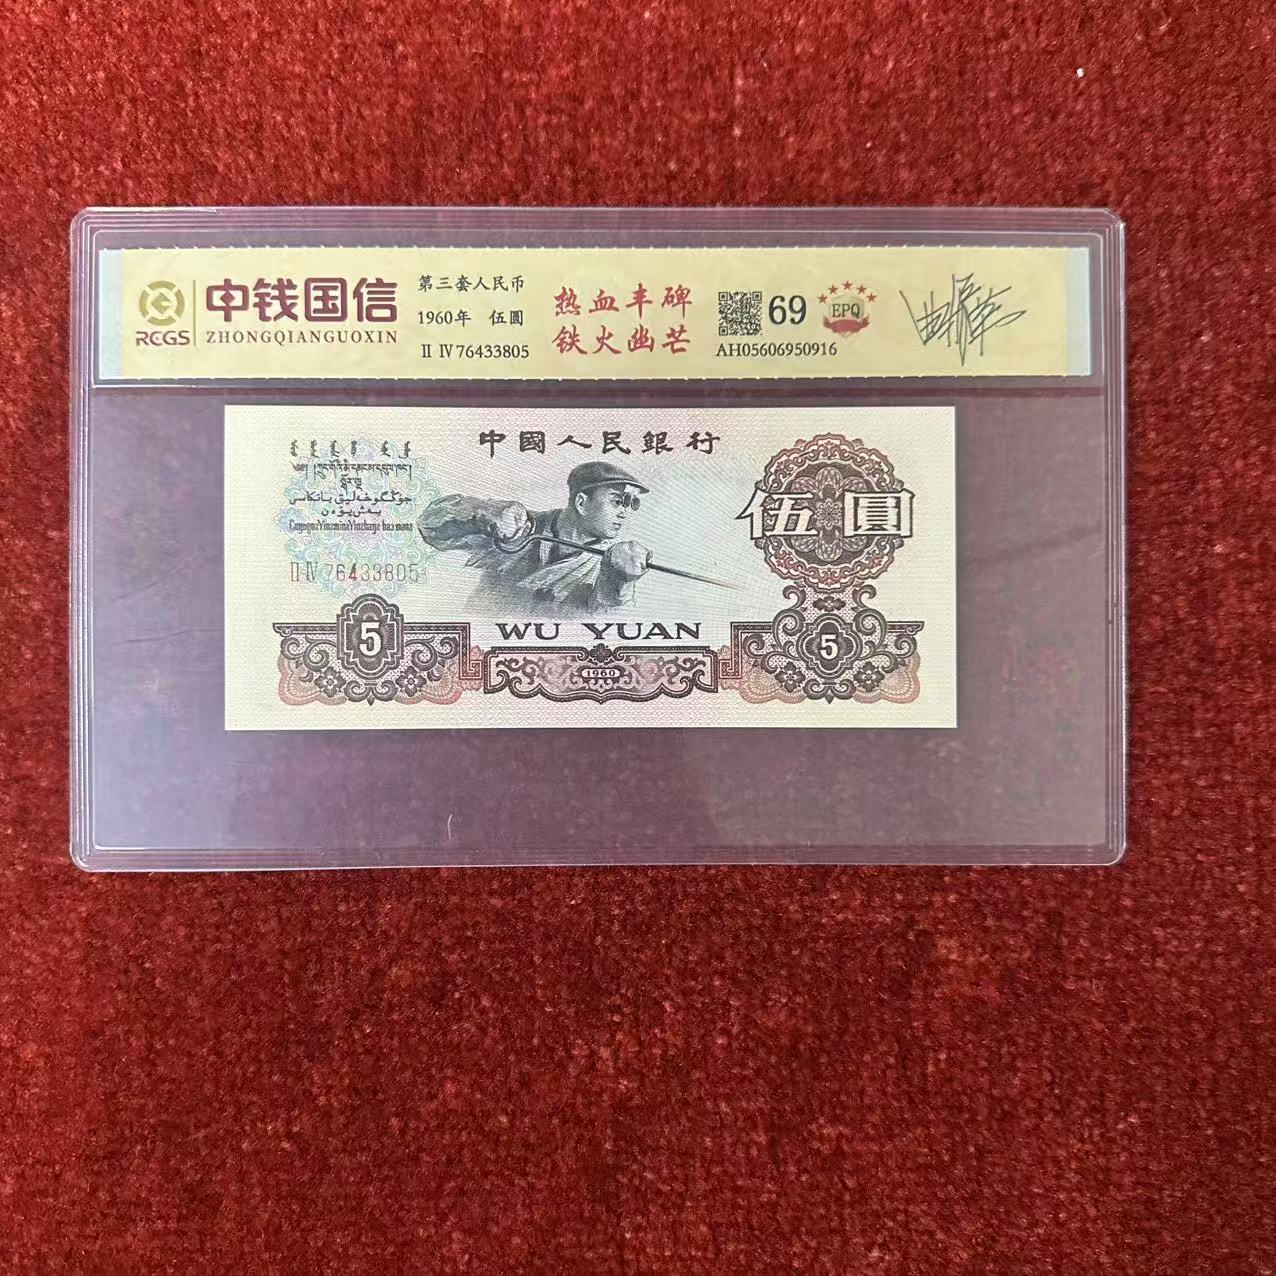 RCGS
中钱国信
ZHONGQIANGUOXIN
第三套人民币
1960年 伍圆
II IV 76433805
热血丰碑
铁火幽芒
69
EPQ
AH05606950916
中國人民銀行
伍圓
II IV 76433805
WU YUAN
5
5
1960